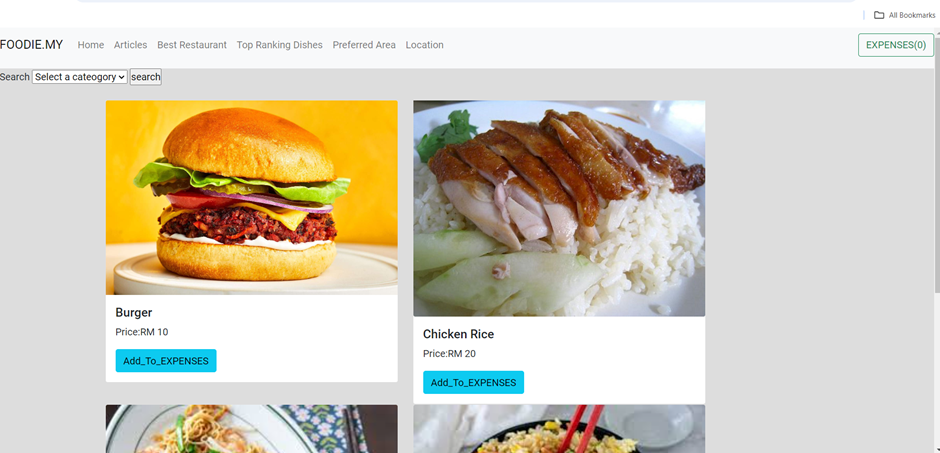 All Bookmarks
FOODIE.MY Home Articles Best Restaurant Top Ranking Dishes Preferred Area Location EXPENSES(0)
Search Select a cateogory search
Burger
Price:RM 10
Add_To_EXPENSES
Chicken Rice
Price:RM 20
Add_To_EXPENSES